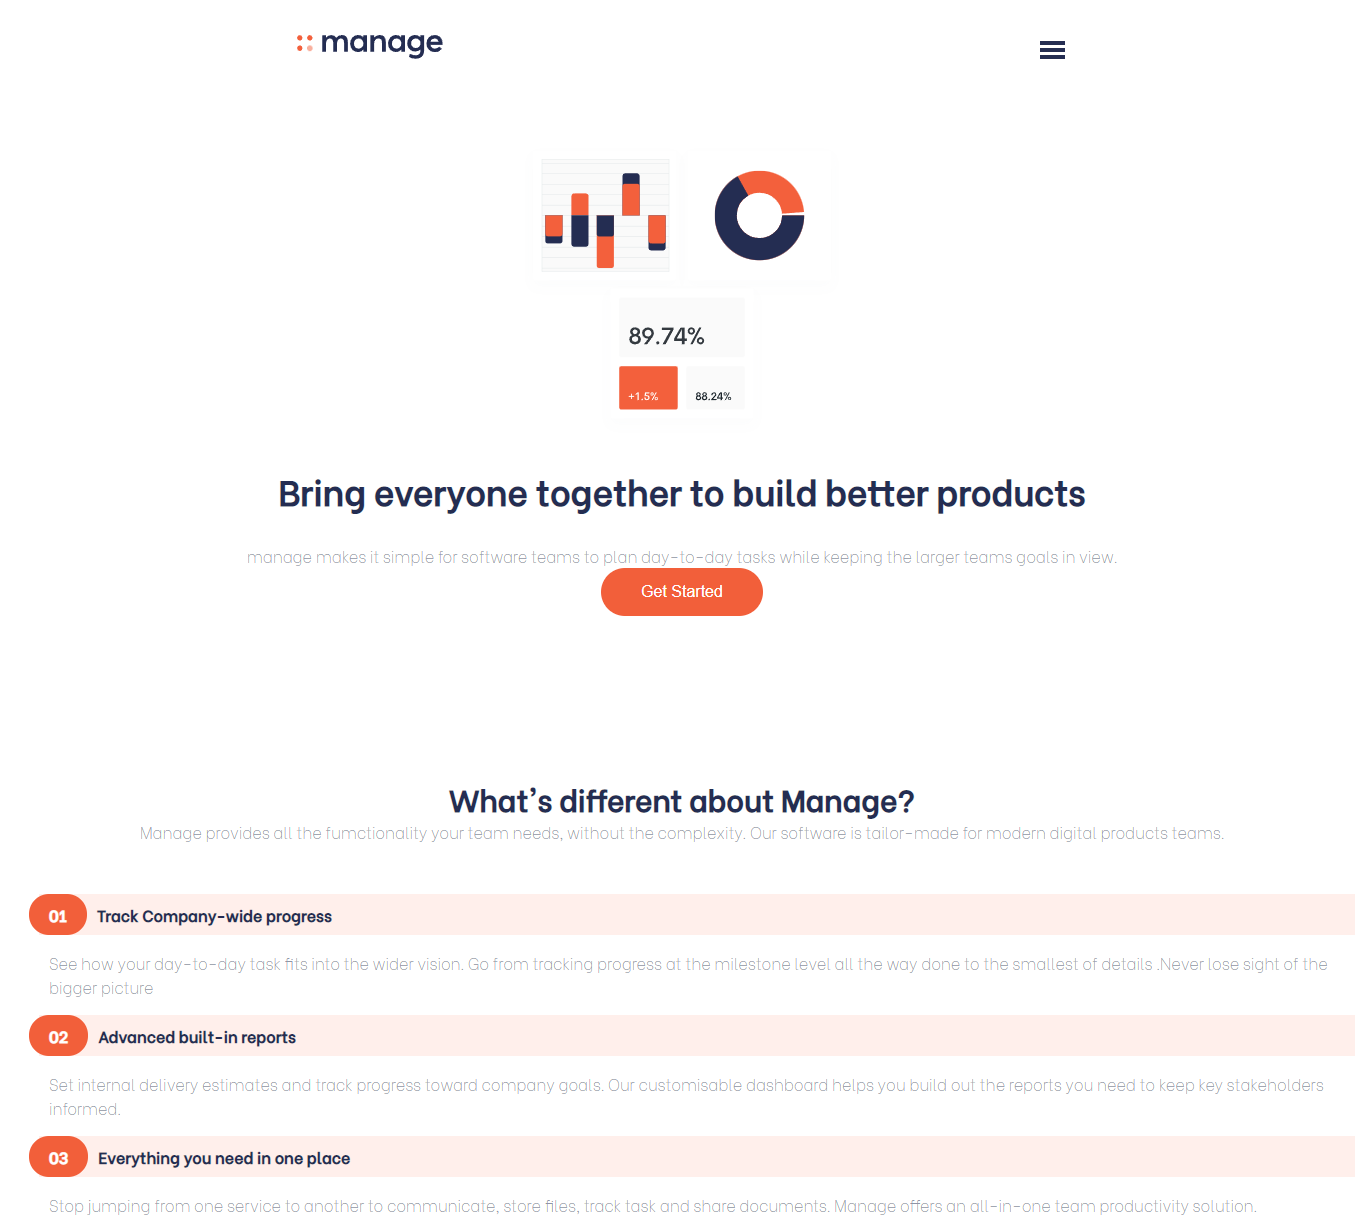 manage
89.74%
+1.5%
88.24%
Bring everyone together to build better products
manage makes it simple for software teams to plan day-to-day tasks while keeping the larger teams goals in view.
Get Started
What's different about Manage?
Manage provides all the fumctionality your team needs, without the complexity. Our software is tailor-made for modern digital products teams.
01 Track Company-wide progress
See how your day-to-day task fits into the wider vision. Go from tracking progress at the milestone level all the way done to the smallest of details .Never lose sight of the
bigger picture
02 Advanced built-in reports
Set internal delivery estimates and track progress toward company goals. Our customisable dashboard helps you build out the reports you need to keep key stakeholders
informed.
03 Everything you need in one place
Stop jumping from one service to another to communicate, store files, track task and share documents. Manage offers an all-in-one team productivity solution.